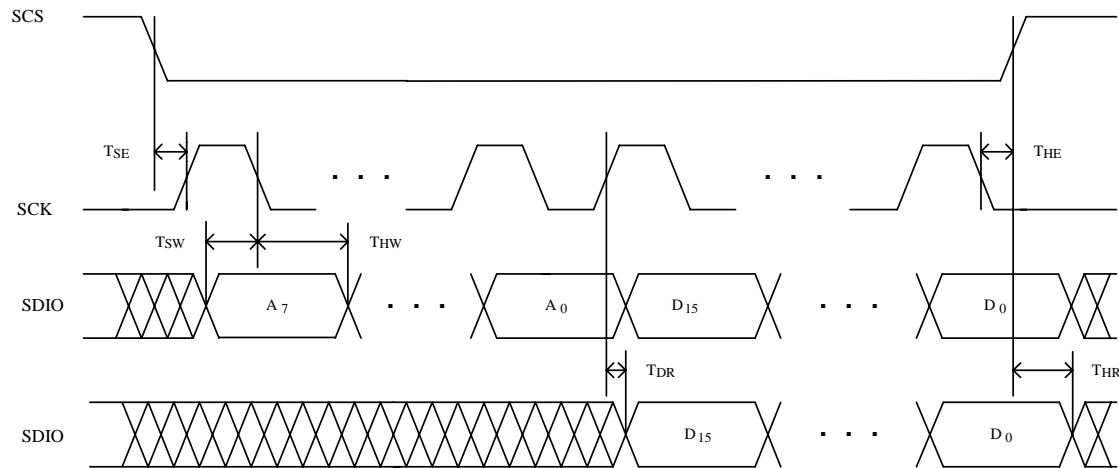 SCS
TSE
THE
. . .
. . .
SCK
TSW
THW
SDIO
A7
. . .
A0
D15
. . .
D0
TDR
THR
SDIO
D15
. . .
D0